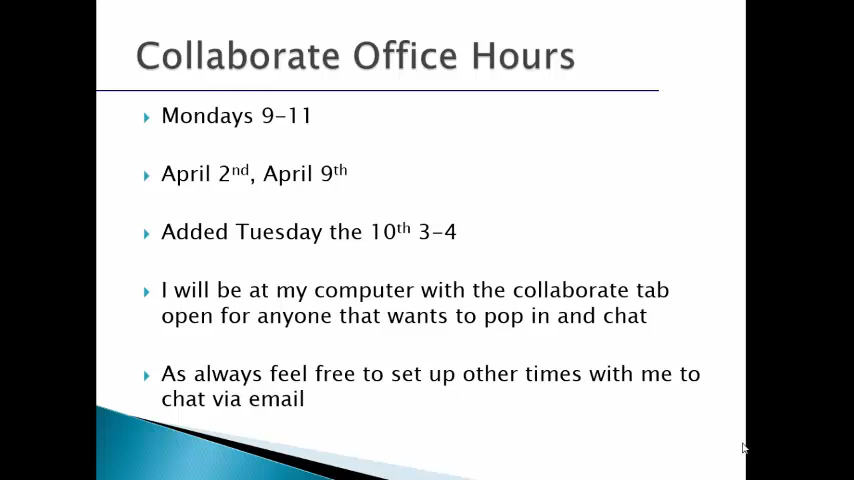 Collaborate Office Hours
Mondays 9-11
April 2nd, April 9th
Added Tuesday the 10th 3-4
I will be at my computer with the collaborate tab
open for anyone that wants to pop in and chat
As always feel free to set up other times with me to
chat via email